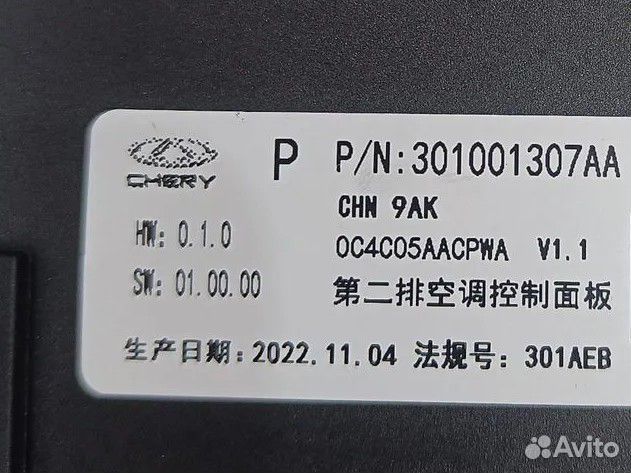 CHERY
P
P/N:301001307AA
CHN 9AK
HW: 0.1.0
0C4C05AACPWA V1.1
SW: 01.00.00
第二排空调控制面板
生产日期:2022.11.04 法规号: 301AEB
Avito